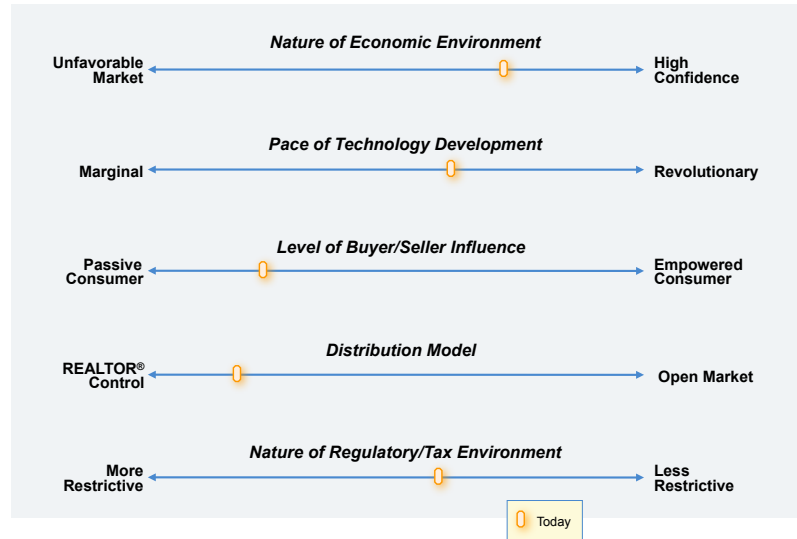 Nature of Economic Environment
Unfavorable
Market
High
Confidence
Pace of Technology Development
Marginal
Revolutionary
Level of Buyer/Seller Influence
Passive
Consumer
Empowered
Consumer
Distribution Model
REALTOR®
Control
Open Market
Nature of Regulatory/Tax Environment
More
Restrictive
Less
Restrictive
Today